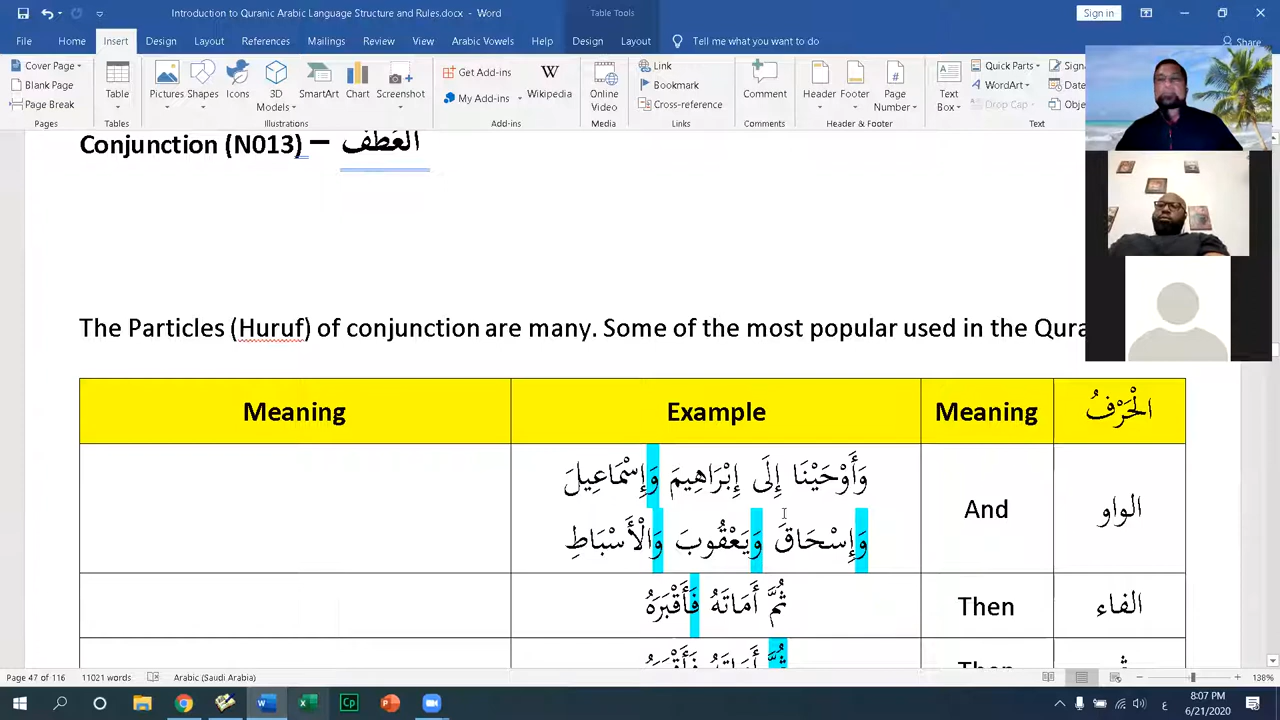 Introduction to Quranic Arabic Language Structure and Rules.docx - Word
Table Tools
Sign in
File Home Insert Design Layout References Mailings Review View Arabic Vowels Help Design Layout Tell me what you want to do Share
Cover Page
Blank Page
Page Break
Pages
Table
Tables
Pictures Shapes Icons 3D Models SmartArt Chart Screenshot
Illustrations
Get Add-ins
My Add-ins
Wikipedia
Add-ins
Online Video
Media
Link
Bookmark
Cross-reference
Links
Comment
Comments
Header Footer Page Number
Header & Footer
Text Box
Quick Parts
WordArt
Drop Cap
Text
Conjunction (N013) – العَطف
The Particles (Huruf) of conjunction are many. Some of the most popular used in the Qura
Meaning Example Meaning الْحَرْفُ
وَأَوْحَيْنَا إِلَى إِبْرَاهِيمَ وَإِسْمَاعِيلَ
وَإِسْحَاقَ وَيَعْقُوبَ وَالْأَسْبَاطِ
And الواو
ثُمَّ أَمَاتَهُ فَأَقْبَرَهُ Then الفاء
Page 47 of 116 11021 words Arabic (Saudi Arabia) 138%
8:07 PM
6/21/2020